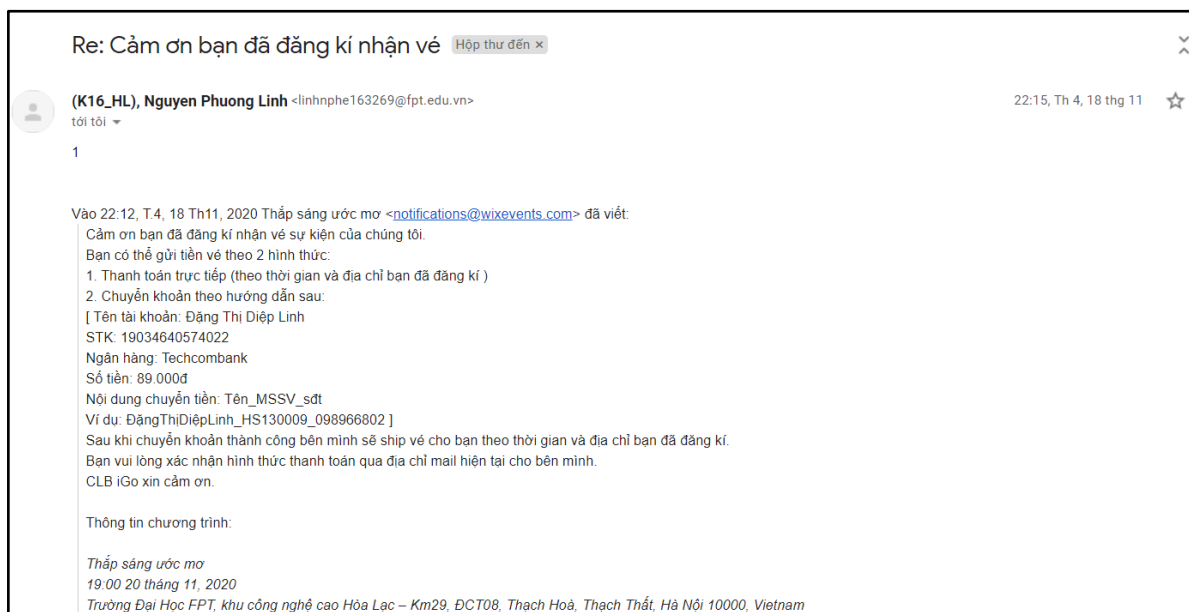 Re: Cảm ơn bạn đã đăng kí nhận vé Hộp thư đến ×
(K16_HL), Nguyen Phuong Linh <linhnphe163269@fpt.edu.vn> 22:15, Th 4, 18 thg 11
tới tôi
1
Vào 22:12, T.4, 18 Th11, 2020 Thắp sáng ước mơ <notifications@wixevents.com> đã viết:
Cảm ơn bạn đã đăng kí nhận vé sự kiện của chúng tôi.
Bạn có thể gửi tiền vé theo 2 hình thức:
1. Thanh toán trực tiếp (theo thời gian và địa chỉ bạn đã đăng kí )
2. Chuyển khoản theo hướng dẫn sau:
[ Tên tài khoản: Đặng Thị Diệp Linh
STK: 19034640574022
Ngân hàng: Techcombank
Số tiền: 89.000đ
Nội dung chuyển tiền: Tên_MSSV_sđt
Ví dụ: ĐặngThịDiệpLinh_HS130009_098966802 ]
Sau khi chuyển khoản thành công bên mình sẽ ship vé cho bạn theo thời gian và địa chỉ bạn đã đăng kí.
Bạn vui lòng xác nhận hình thức thanh toán qua địa chỉ mail hiện tại cho bên mình.
CLB iGo xin cảm ơn.
Thông tin chương trình:
Thắp sáng ước mơ
19:00 20 tháng 11, 2020
Trường Đại Học FPT, khu công nghệ cao Hòa Lạc – Km29, ĐCT08, Thạch Hoà, Thạch Thất, Hà Nội 10000, Vietnam